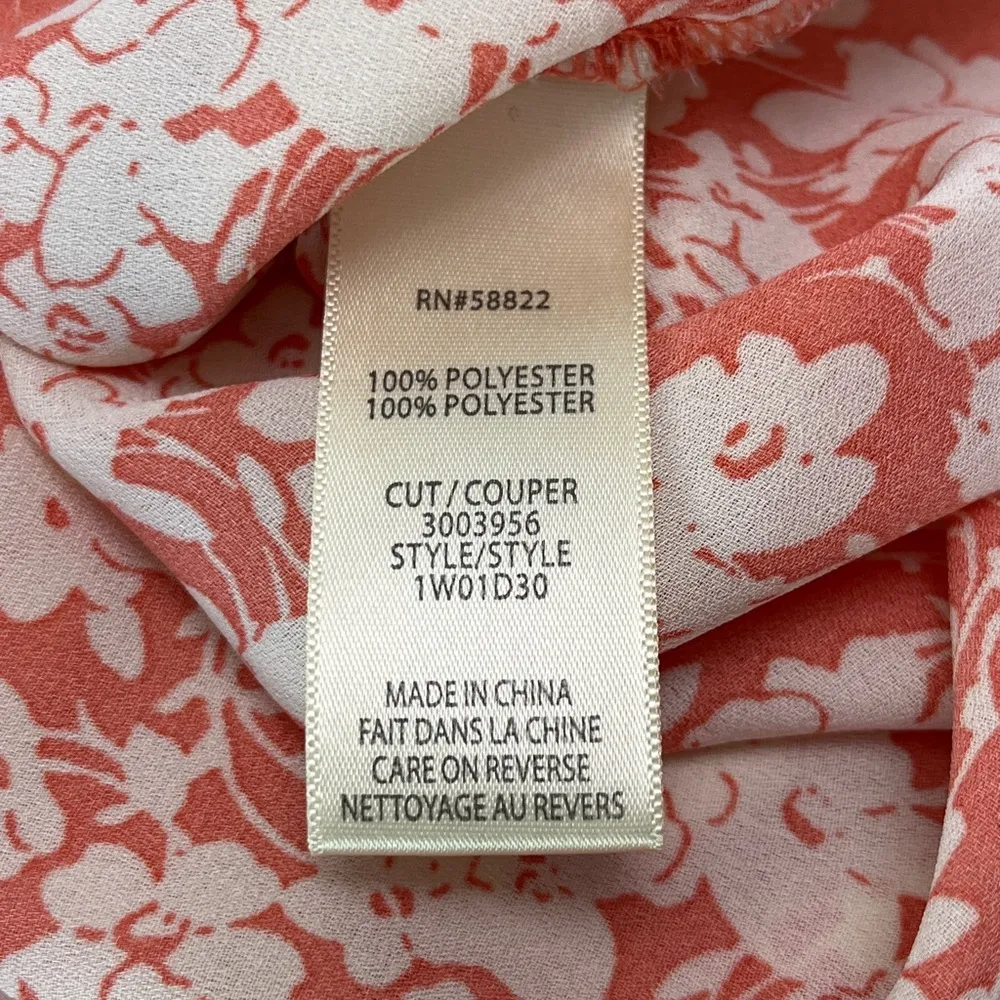 RN#58822
100% POLYESTER
100% POLYESTER
CUT / COUPER
3003956
STYLE/STYLE
1W01D30
MADE IN CHINA
FAIT DANS LA CHINE
CARE ON REVERSE
NETTOYAGE AU REVERS